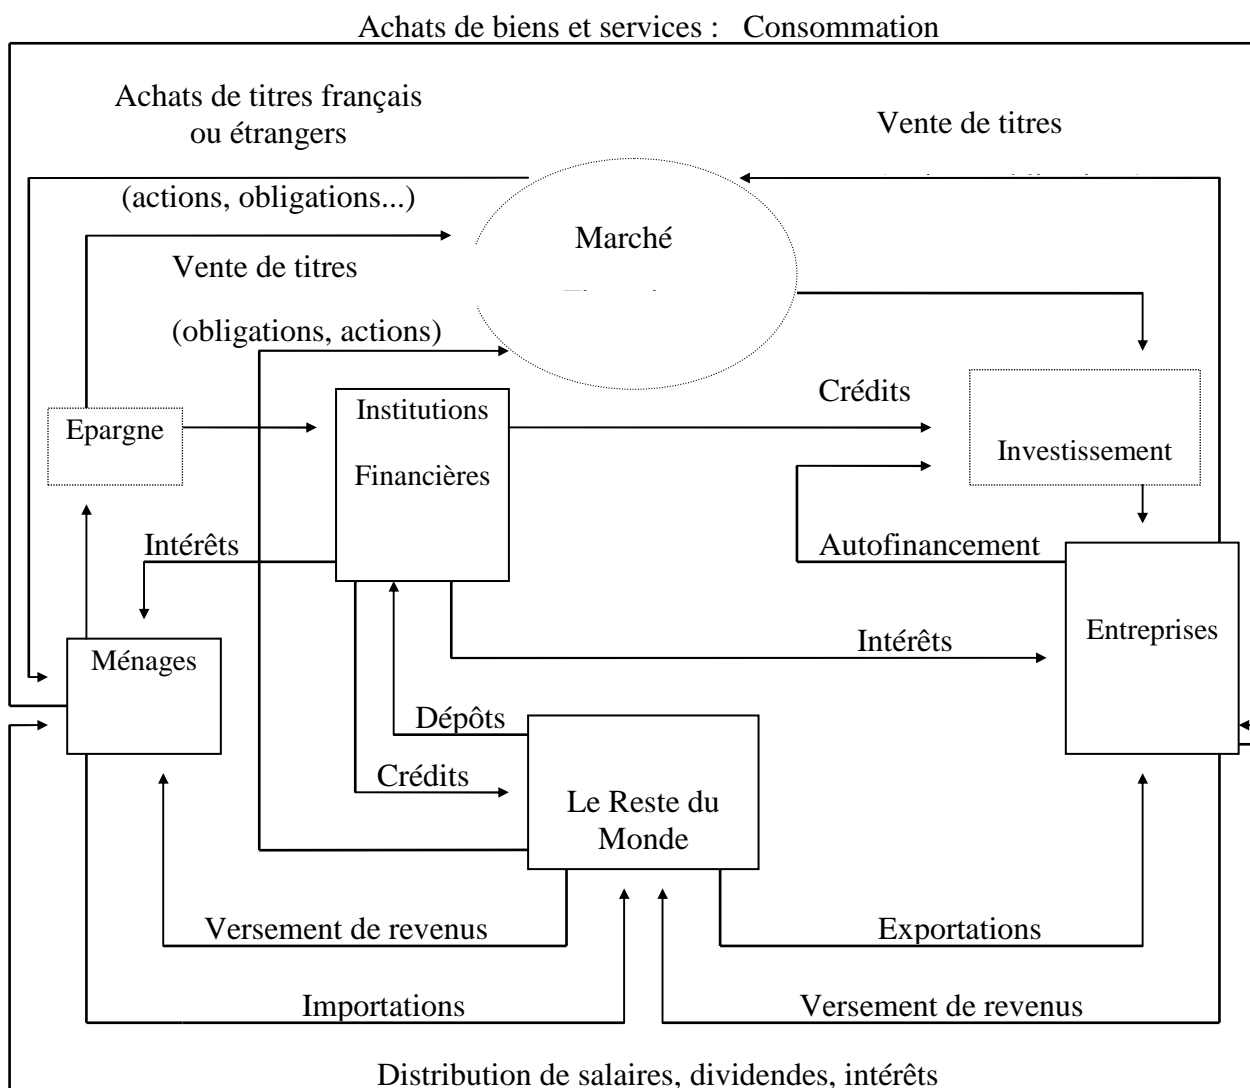 Achats de biens et services :   Consommation
Achats de titres français
ou étrangers
Vente de titres
(actions, obligations...)
Marché
Vente de titres
(obligations, actions)
Crédits
Institutions
Epargne
Investissement
Financières
Intérêts
Autofinancement
Entreprises
Intérêts
Ménages
Dépôts
Crédits
Le Reste du
Monde
Versement de revenus
Exportations
Importations
Versement de revenus
Distribution de salaires, dividendes, intérêts